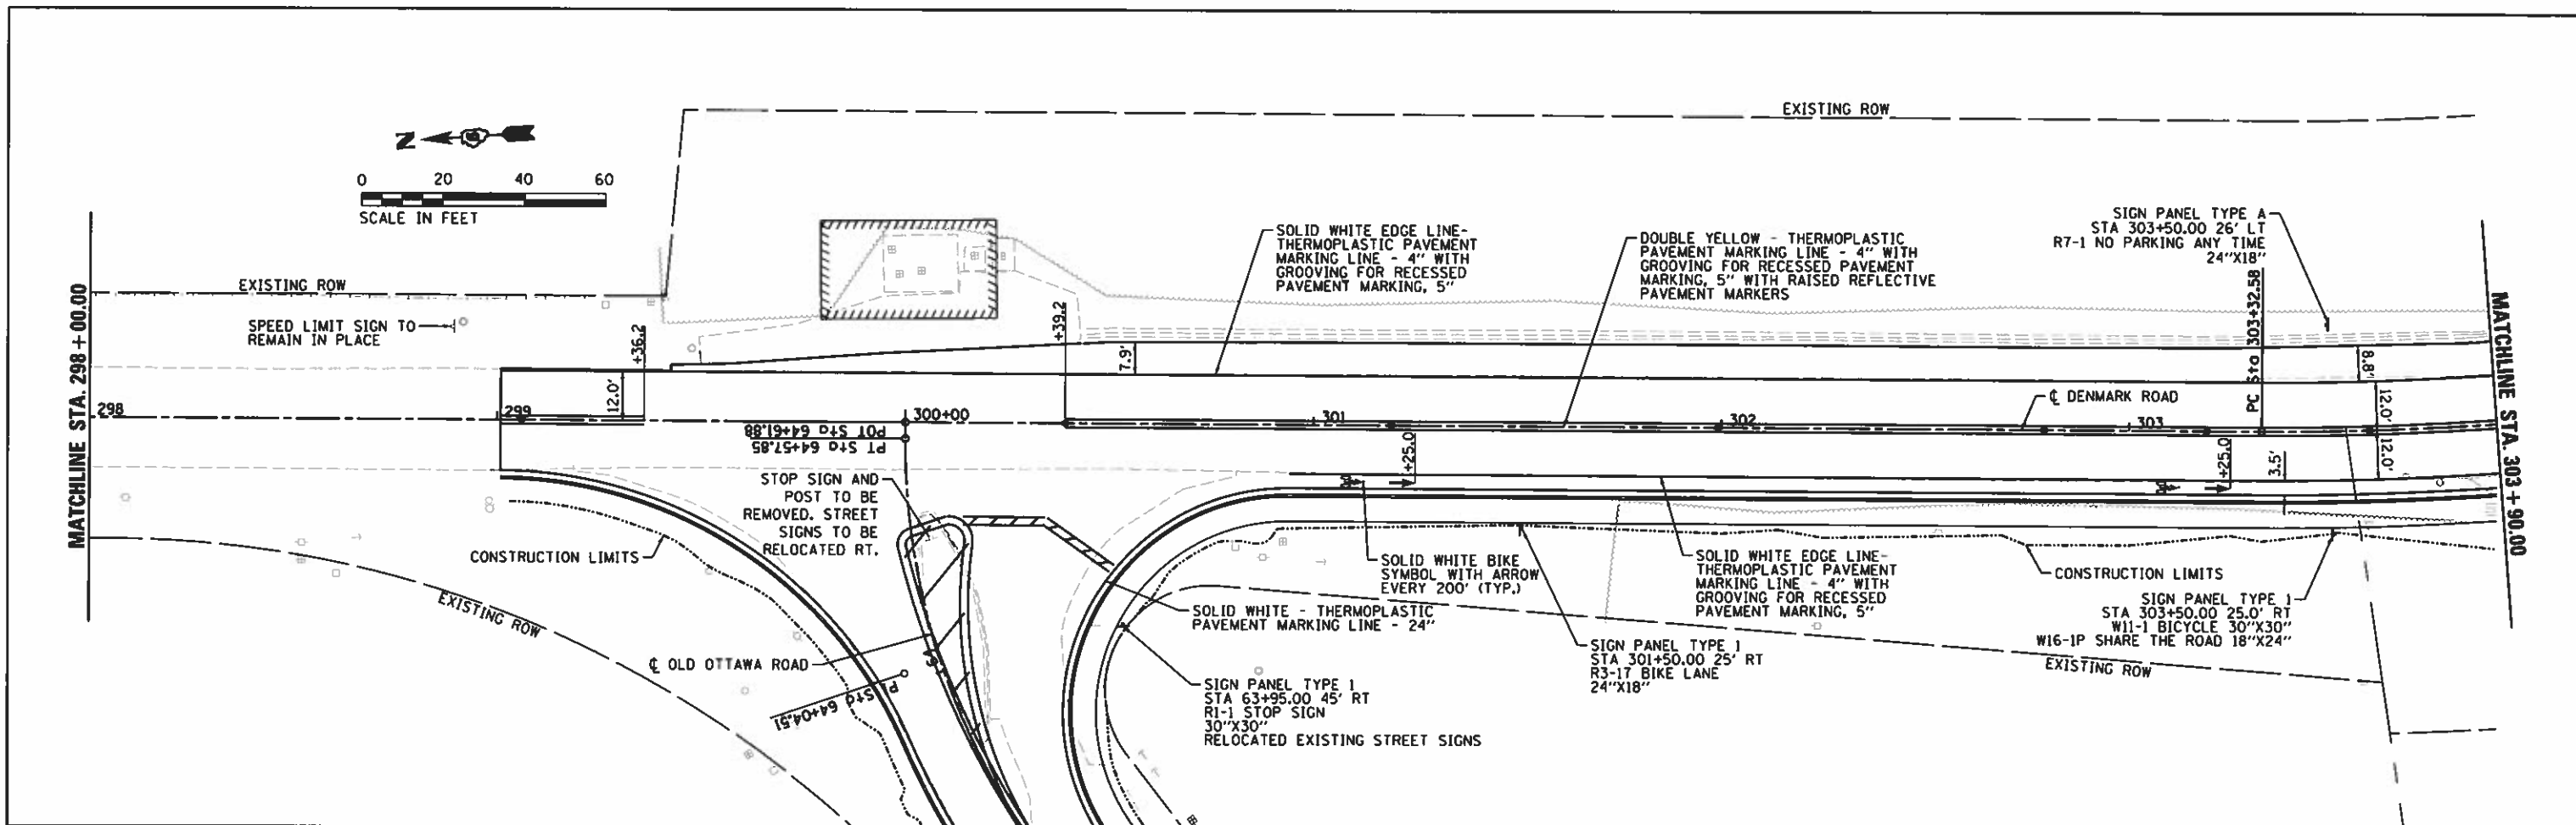 EXISTING ROW
N
0 20 40 60
SCALE IN FEET
SIGN PANEL TYPE A
STA 303+50.00 26' LT
R7-1 NO PARKING ANY TIME
24"X18"
SOLID WHITE EDGE LINE-
THERMOPLASTIC PAVEMENT
MARKING LINE - 4" WITH
GROOVING FOR RECESSED
PAVEMENT MARKING, 5"
DOUBLE YELLOW - THERMOPLASTIC
PAVEMENT MARKING LINE - 4" WITH
GROOVING FOR RECESSED PAVEMENT
MARKING, 5" WITH RAISED REFLECTIVE
PAVEMENT MARKERS
EXISTING ROW
SPEED LIMIT SIGN TO
REMAIN IN PLACE
MATCHLINE STA. 298+00.00
+36.2
+39.2
PC Sta 303+32.58
MATCHLINE STA. 303+90.00
7.9'
8.8'
12.0'
12.0'
12.0'
298
299
300+00
301
302
303
℄ DENMARK ROAD
POT Sta 64+61.88
PT Sta 64+57.85
+25.0
+25.0
3.5'
STOP SIGN AND
POST TO BE
REMOVED. STREET
SIGNS TO BE
RELOCATED RT.
CONSTRUCTION LIMITS
SOLID WHITE BIKE
SYMBOL WITH ARROW
EVERY 200' (TYP.)
SOLID WHITE EDGE LINE-
THERMOPLASTIC PAVEMENT
MARKING LINE - 4" WITH
GROOVING FOR RECESSED
PAVEMENT MARKING, 5"
CONSTRUCTION LIMITS
SIGN PANEL TYPE 1
STA 303+50.00 25.0' RT
W11-1 BICYCLE 30"X30"
W16-1P SHARE THE ROAD 18"X24"
EXISTING ROW
EXISTING ROW
SOLID WHITE - THERMOPLASTIC
PAVEMENT MARKING LINE - 24"
SIGN PANEL TYPE 1
STA 301+50.00 25' RT
R3-17 BIKE LANE
24"X18"
℄ OLD OTTAWA ROAD
64
PI Sta 64+04.51
SIGN PANEL TYPE 1
STA 63+95.00 45' RT
R1-1 STOP SIGN
30"X30"
RELOCATED EXISTING STREET SIGNS